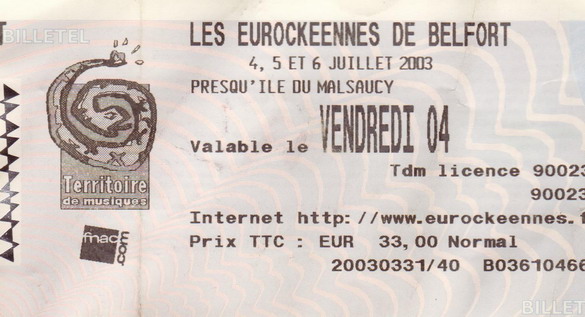 BILLETEL
LES EUROCKEENNES DE BELFORT
4, 5 ET 6 JUILLET 2003
PRESQU'ILE DU MALSAUCY
Valable le VENDREDI 04
Tdm licence 90023
90023
Territoire
de musiques
Internet http://www.eurockeennes.f
fnac.com
Prix TTC : EUR 33,00 Normal
20030331/40 B03610466
BILLET